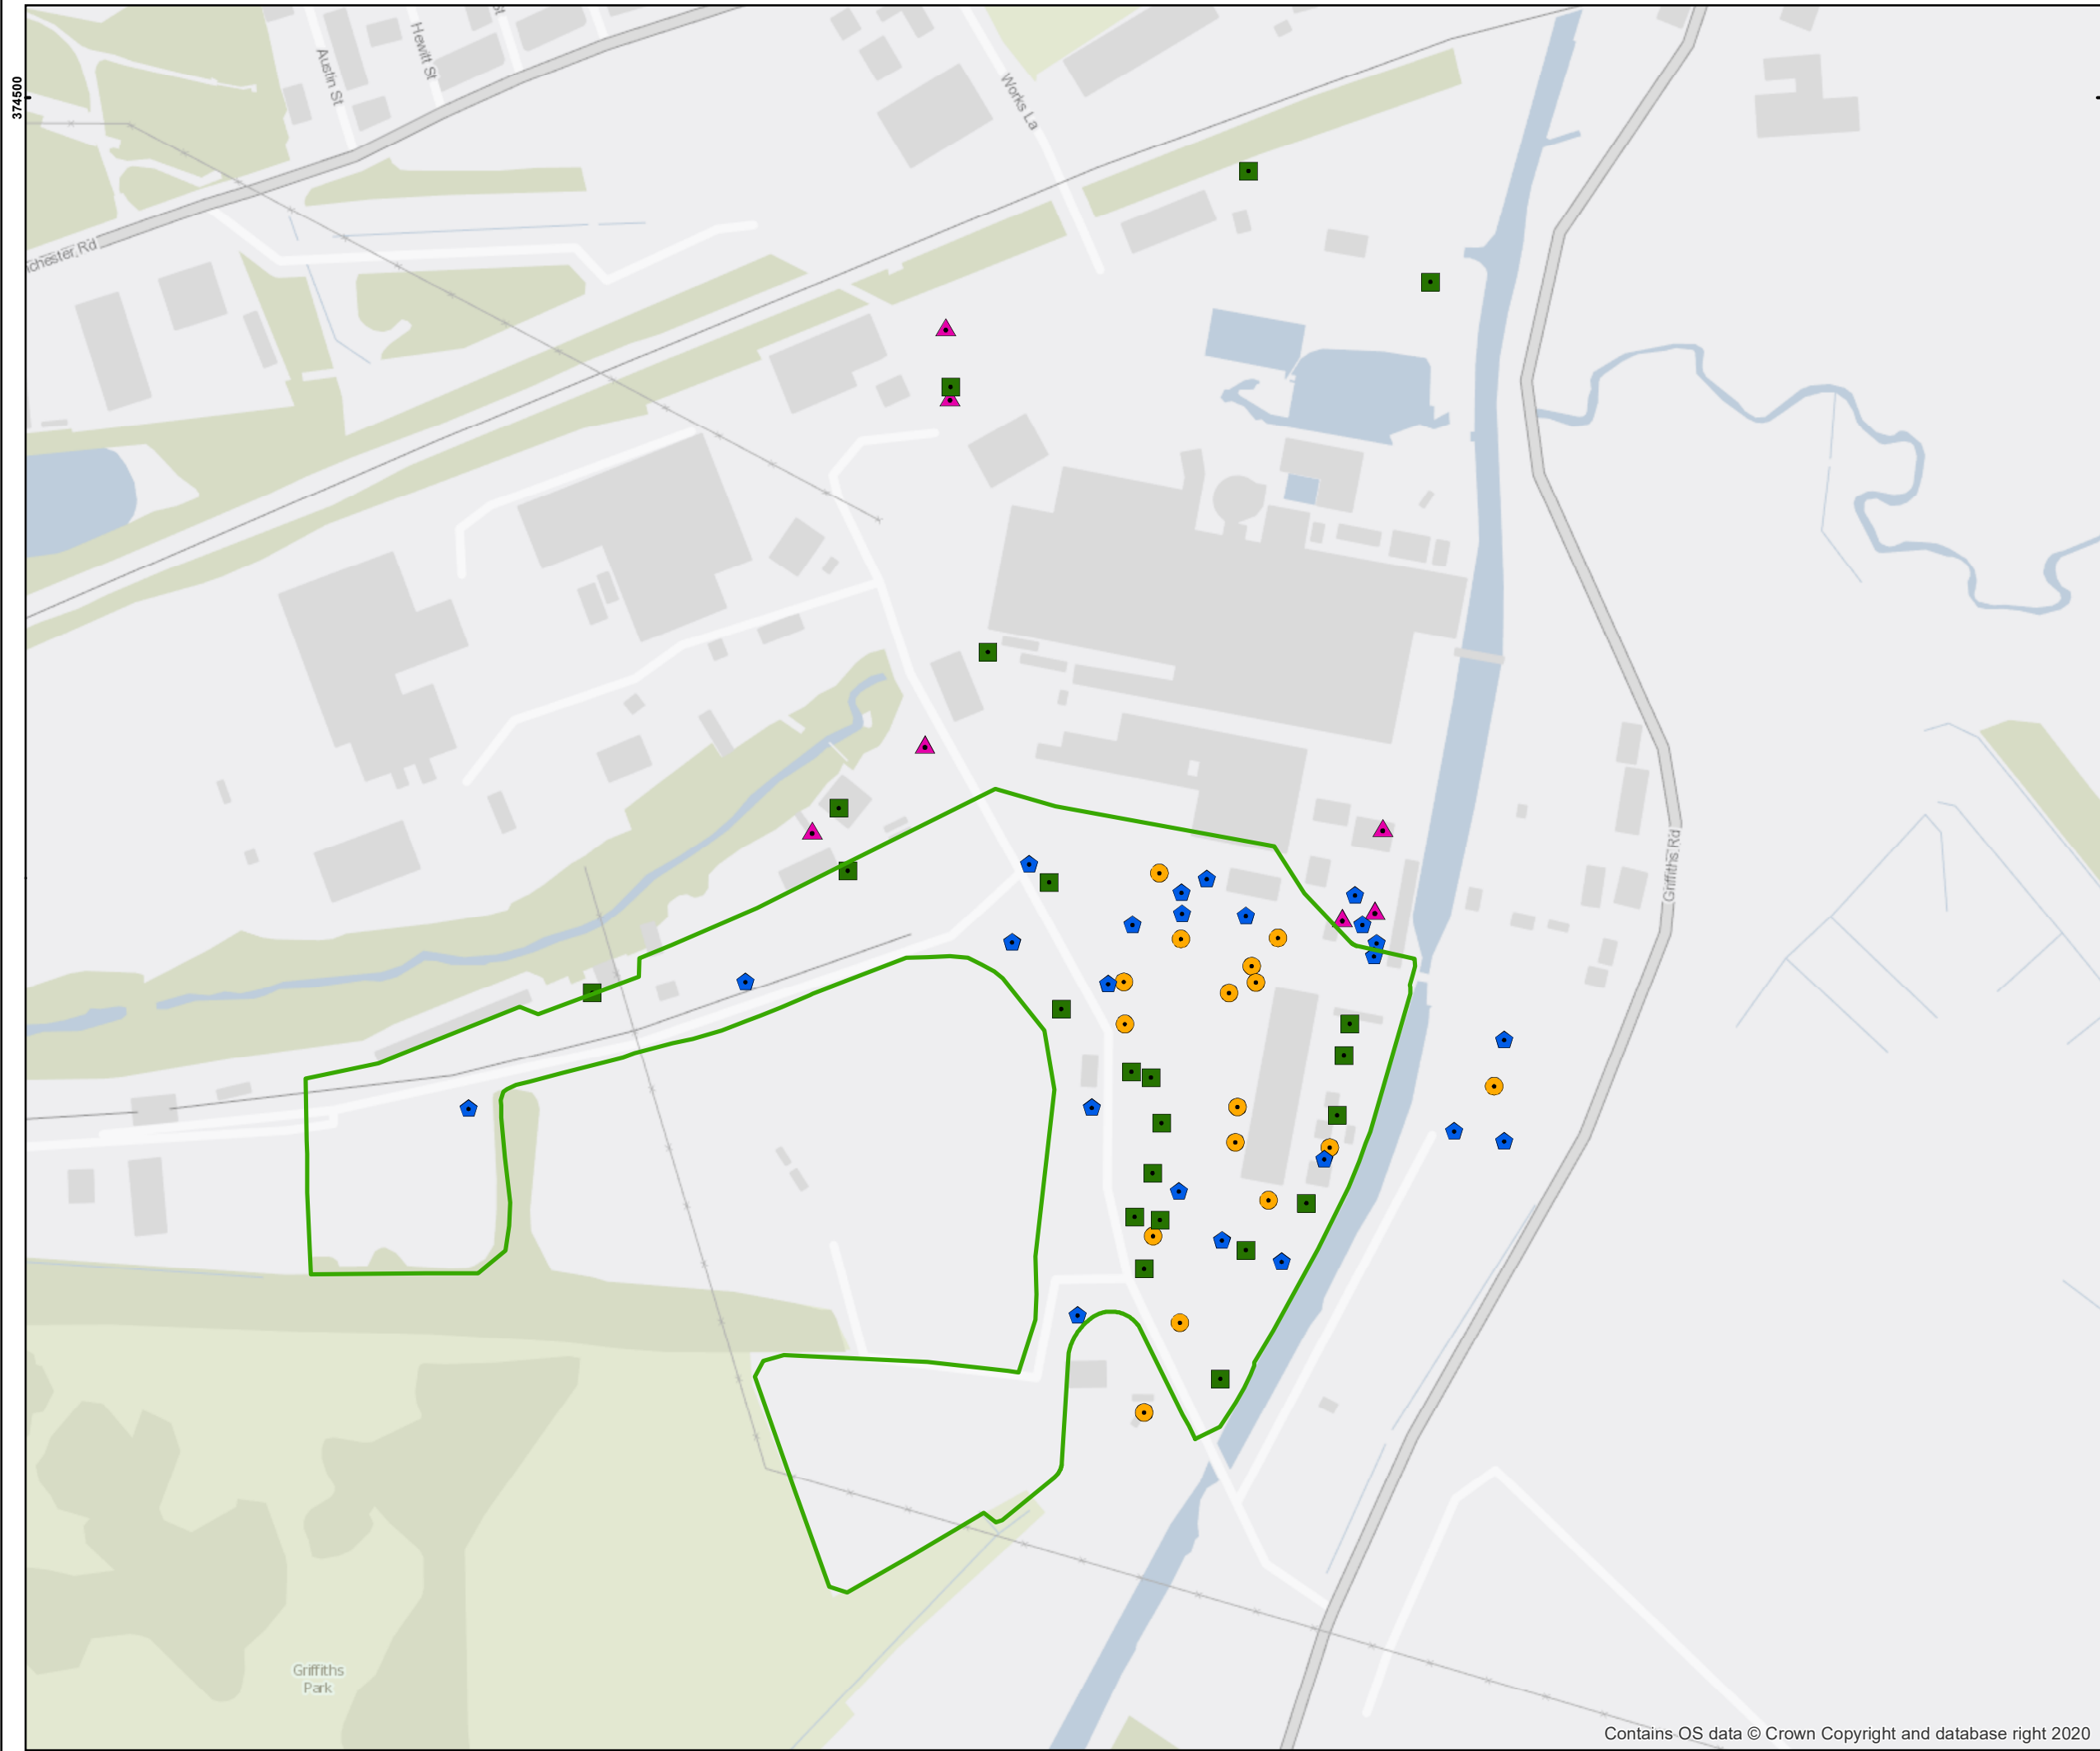 374500
Austin St
Hewitt St
Works La
chester Rd
Griffiths Rd
Griffiths
Park
Contains OS data © Crown Copyright and database right 2020